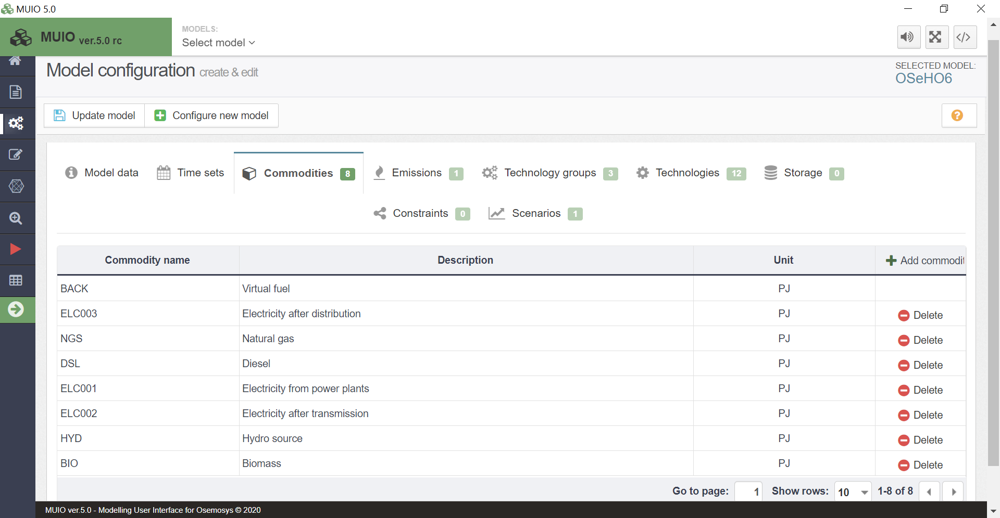 MUIO 5.0
MUIO ver.5.0 rc
MODELS:
Select model
Model configuration create & edit
SELECTED MODEL:
OSeHO6
Update model
Configure new model
Model data
Time sets
Commodities 8
Emissions 1
Technology groups 3
Technologies 12
Storage 0
Constraints 0
Scenarios 1
Commodity name Description Unit Add commodit
BACK Virtual fuel PJ
ELC003 Electricity after distribution PJ Delete
NGS Natural gas PJ Delete
DSL Diesel PJ Delete
ELC001 Electricity from power plants PJ Delete
ELC002 Electricity after transmission PJ Delete
HYD Hydro source PJ Delete
BIO Biomass PJ Delete
Go to page: 1 Show rows: 10 1-8 of 8
MUIO ver.5.0 - Modelling User Interface for Osemosys © 2020